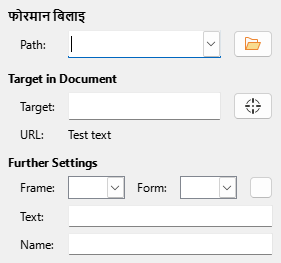 फोरमान बिलाइ
Path:
Target in Document
Target:
URL: Test text
Further Settings
Frame: Form:
Text:
Name: